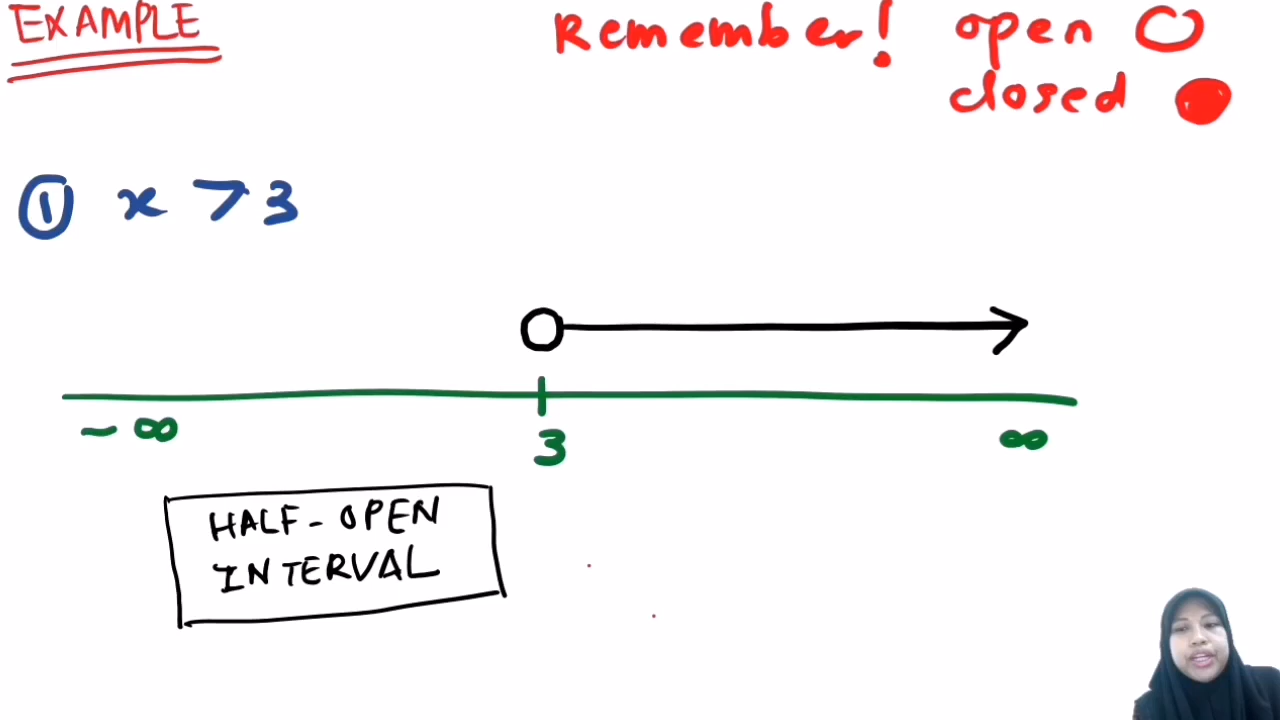 EXAMPLE
Remember! open
closed
1 x > 3
3
- ∞ ∞
HALF-OPEN
INTERVAL